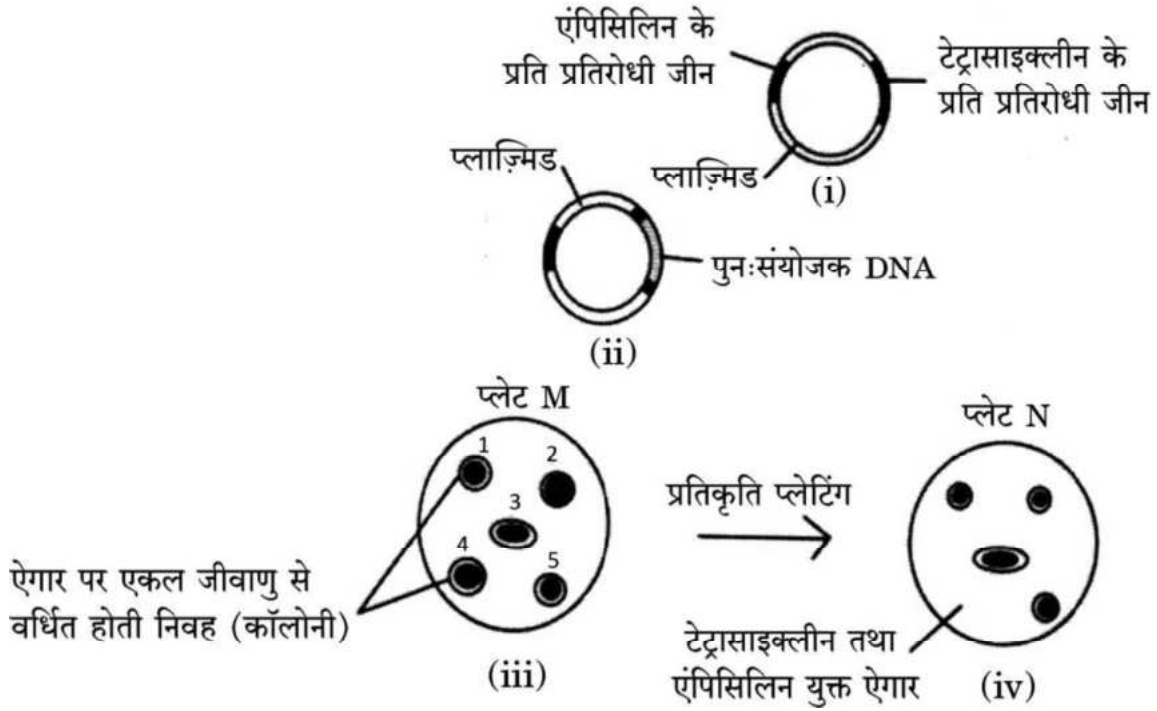 एंपिसिलिन के
प्रति प्रतिरोधी जीन
टेट्रासाइक्लीन के
प्रति प्रतिरोधी जीन
प्लाज़्मिड
(i)
प्लाज़्मिड
पुनःसंयोजक DNA
(ii)
प्लेट M
1
2
3
4
5
ऐगार पर एकल जीवाणु से
वर्धित होती निवह (कॉलोनी)
(iii)
प्रतिकृति प्लेटिंग
प्लेट N
टेट्रासाइक्लीन तथा
एंपिसिलिन युक्त ऐगार
(iv)